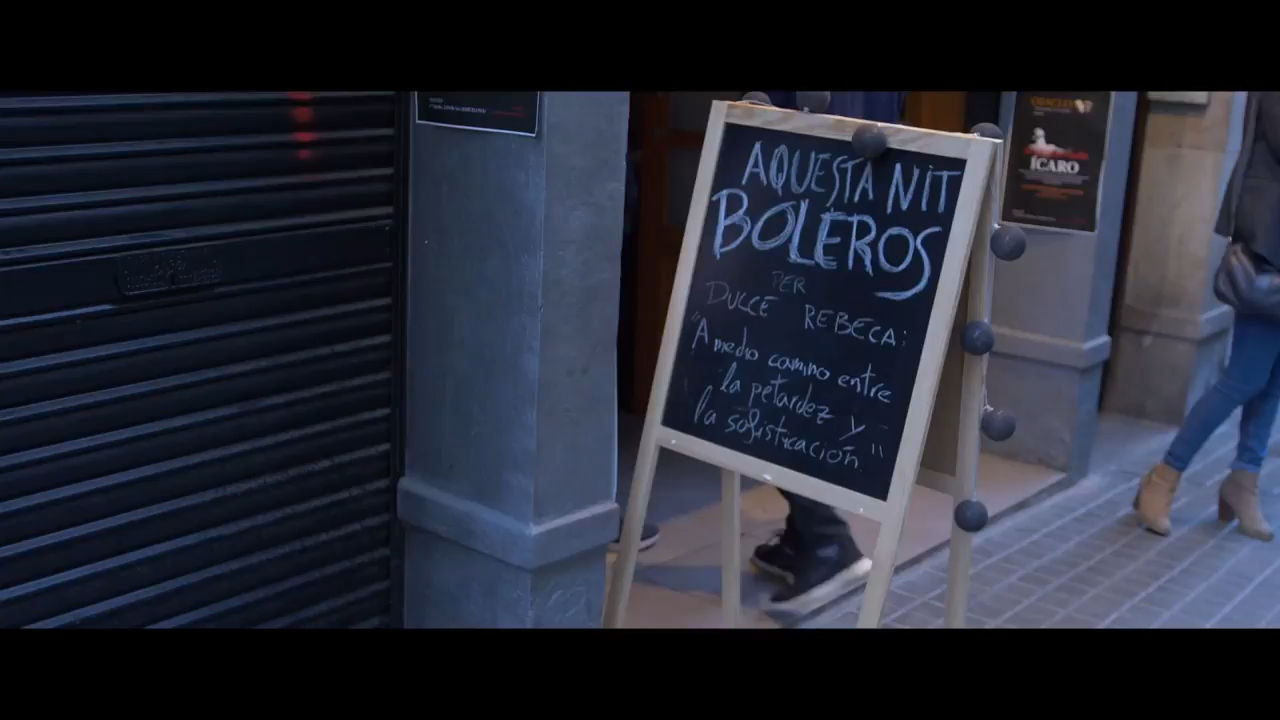 AQUESTA NIT
BOLEROS
PER
DULCE REBECA:
"A medio camino entre
la petardez y
la sofisticación"
ÍCARO